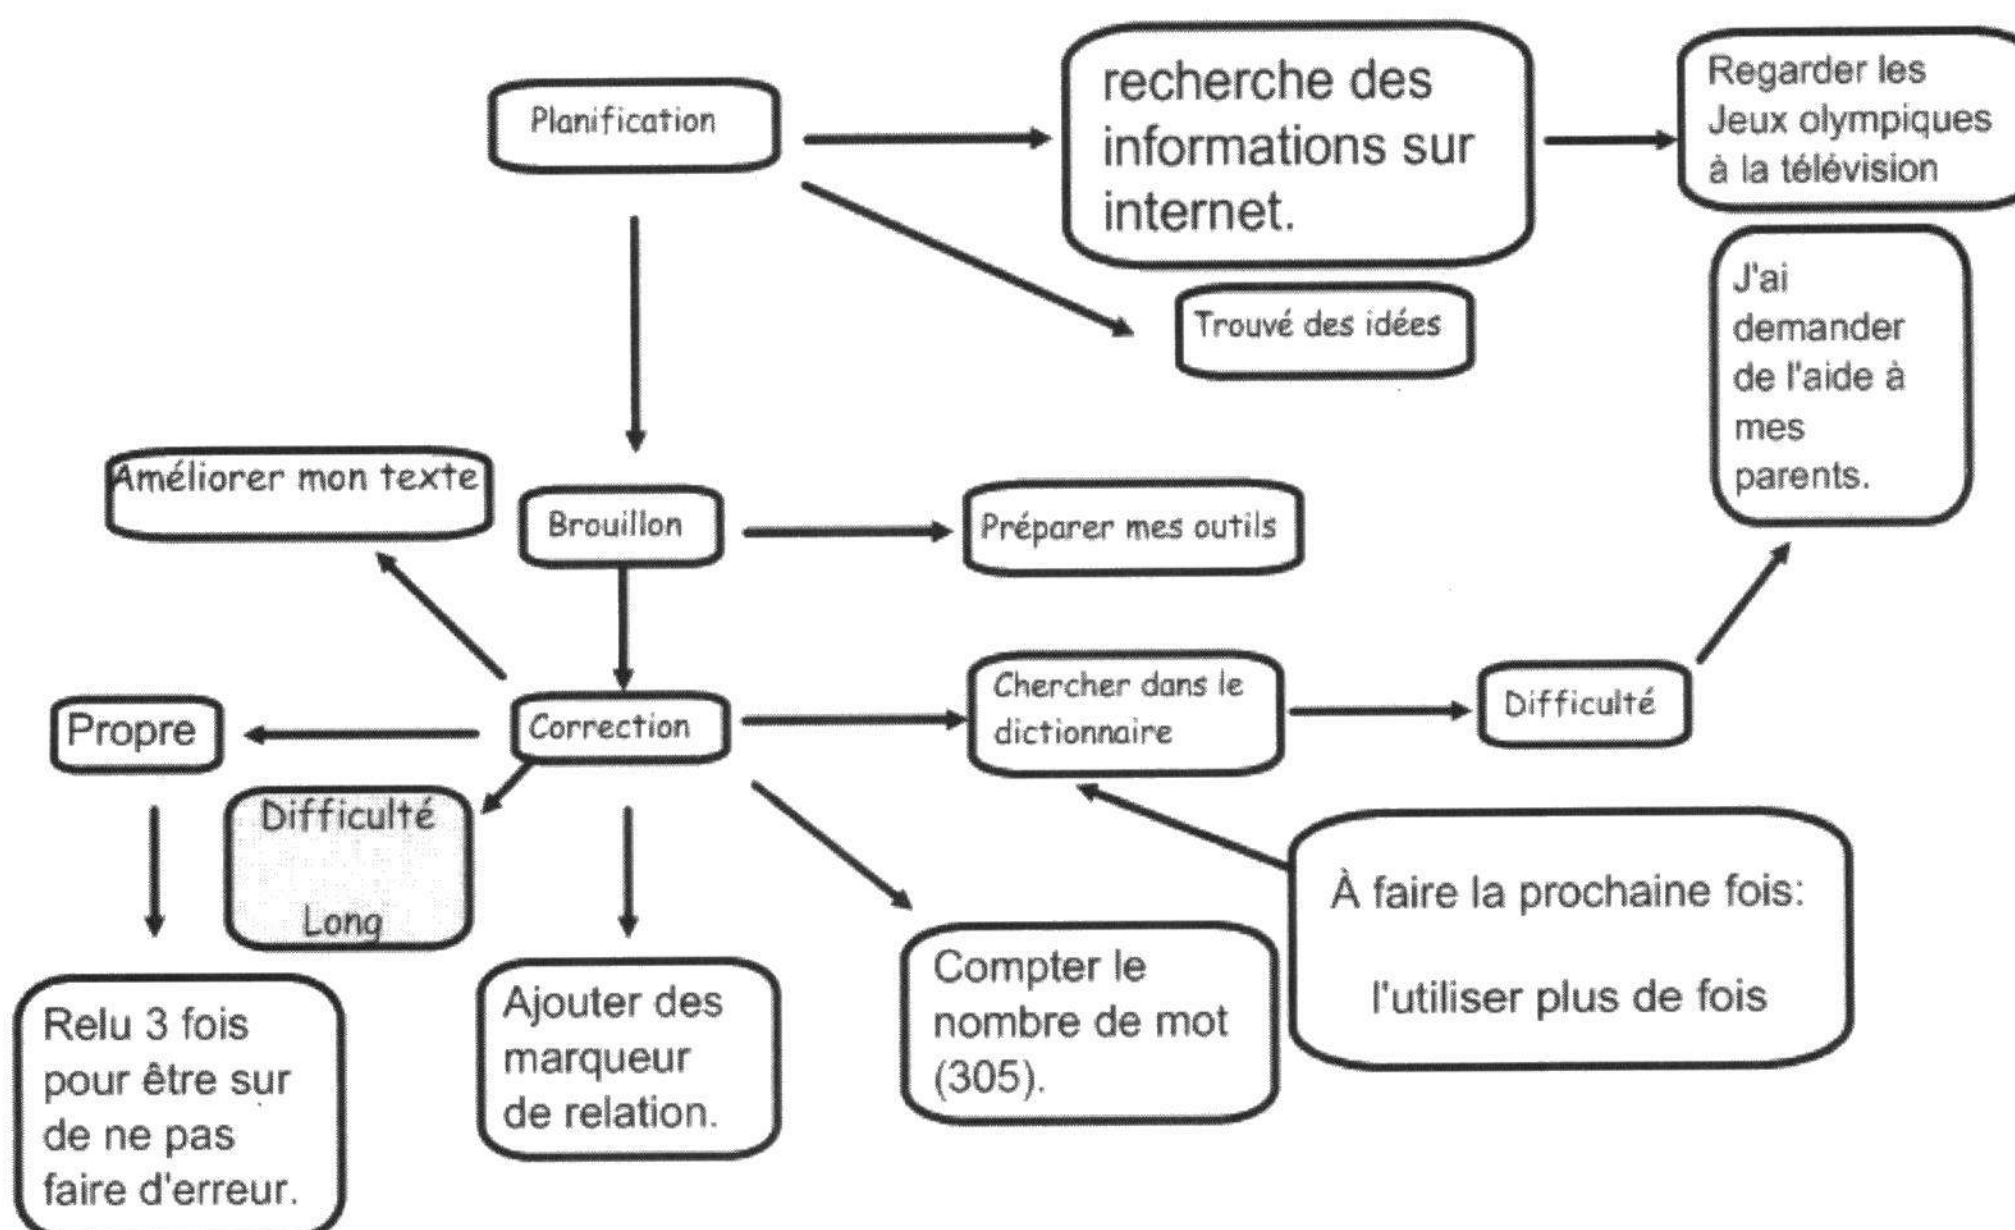 Planification
recherche des
informations sur
internet.
Regarder les
Jeux olympiques
à la télévision
Trouvé des idées
J'ai
demander
de l'aide à
mes
parents.
Améliorer mon texte
Brouillon
Préparer mes outils
Propre
Correction
Chercher dans le
dictionnaire
Difficulté
Difficulté
Long
À faire la prochaine fois:
l'utiliser plus de fois
Relu 3 fois
pour être sur
de ne pas
faire d'erreur.
Ajouter des
marqueur
de relation.
Compter le
nombre de mot
(305).